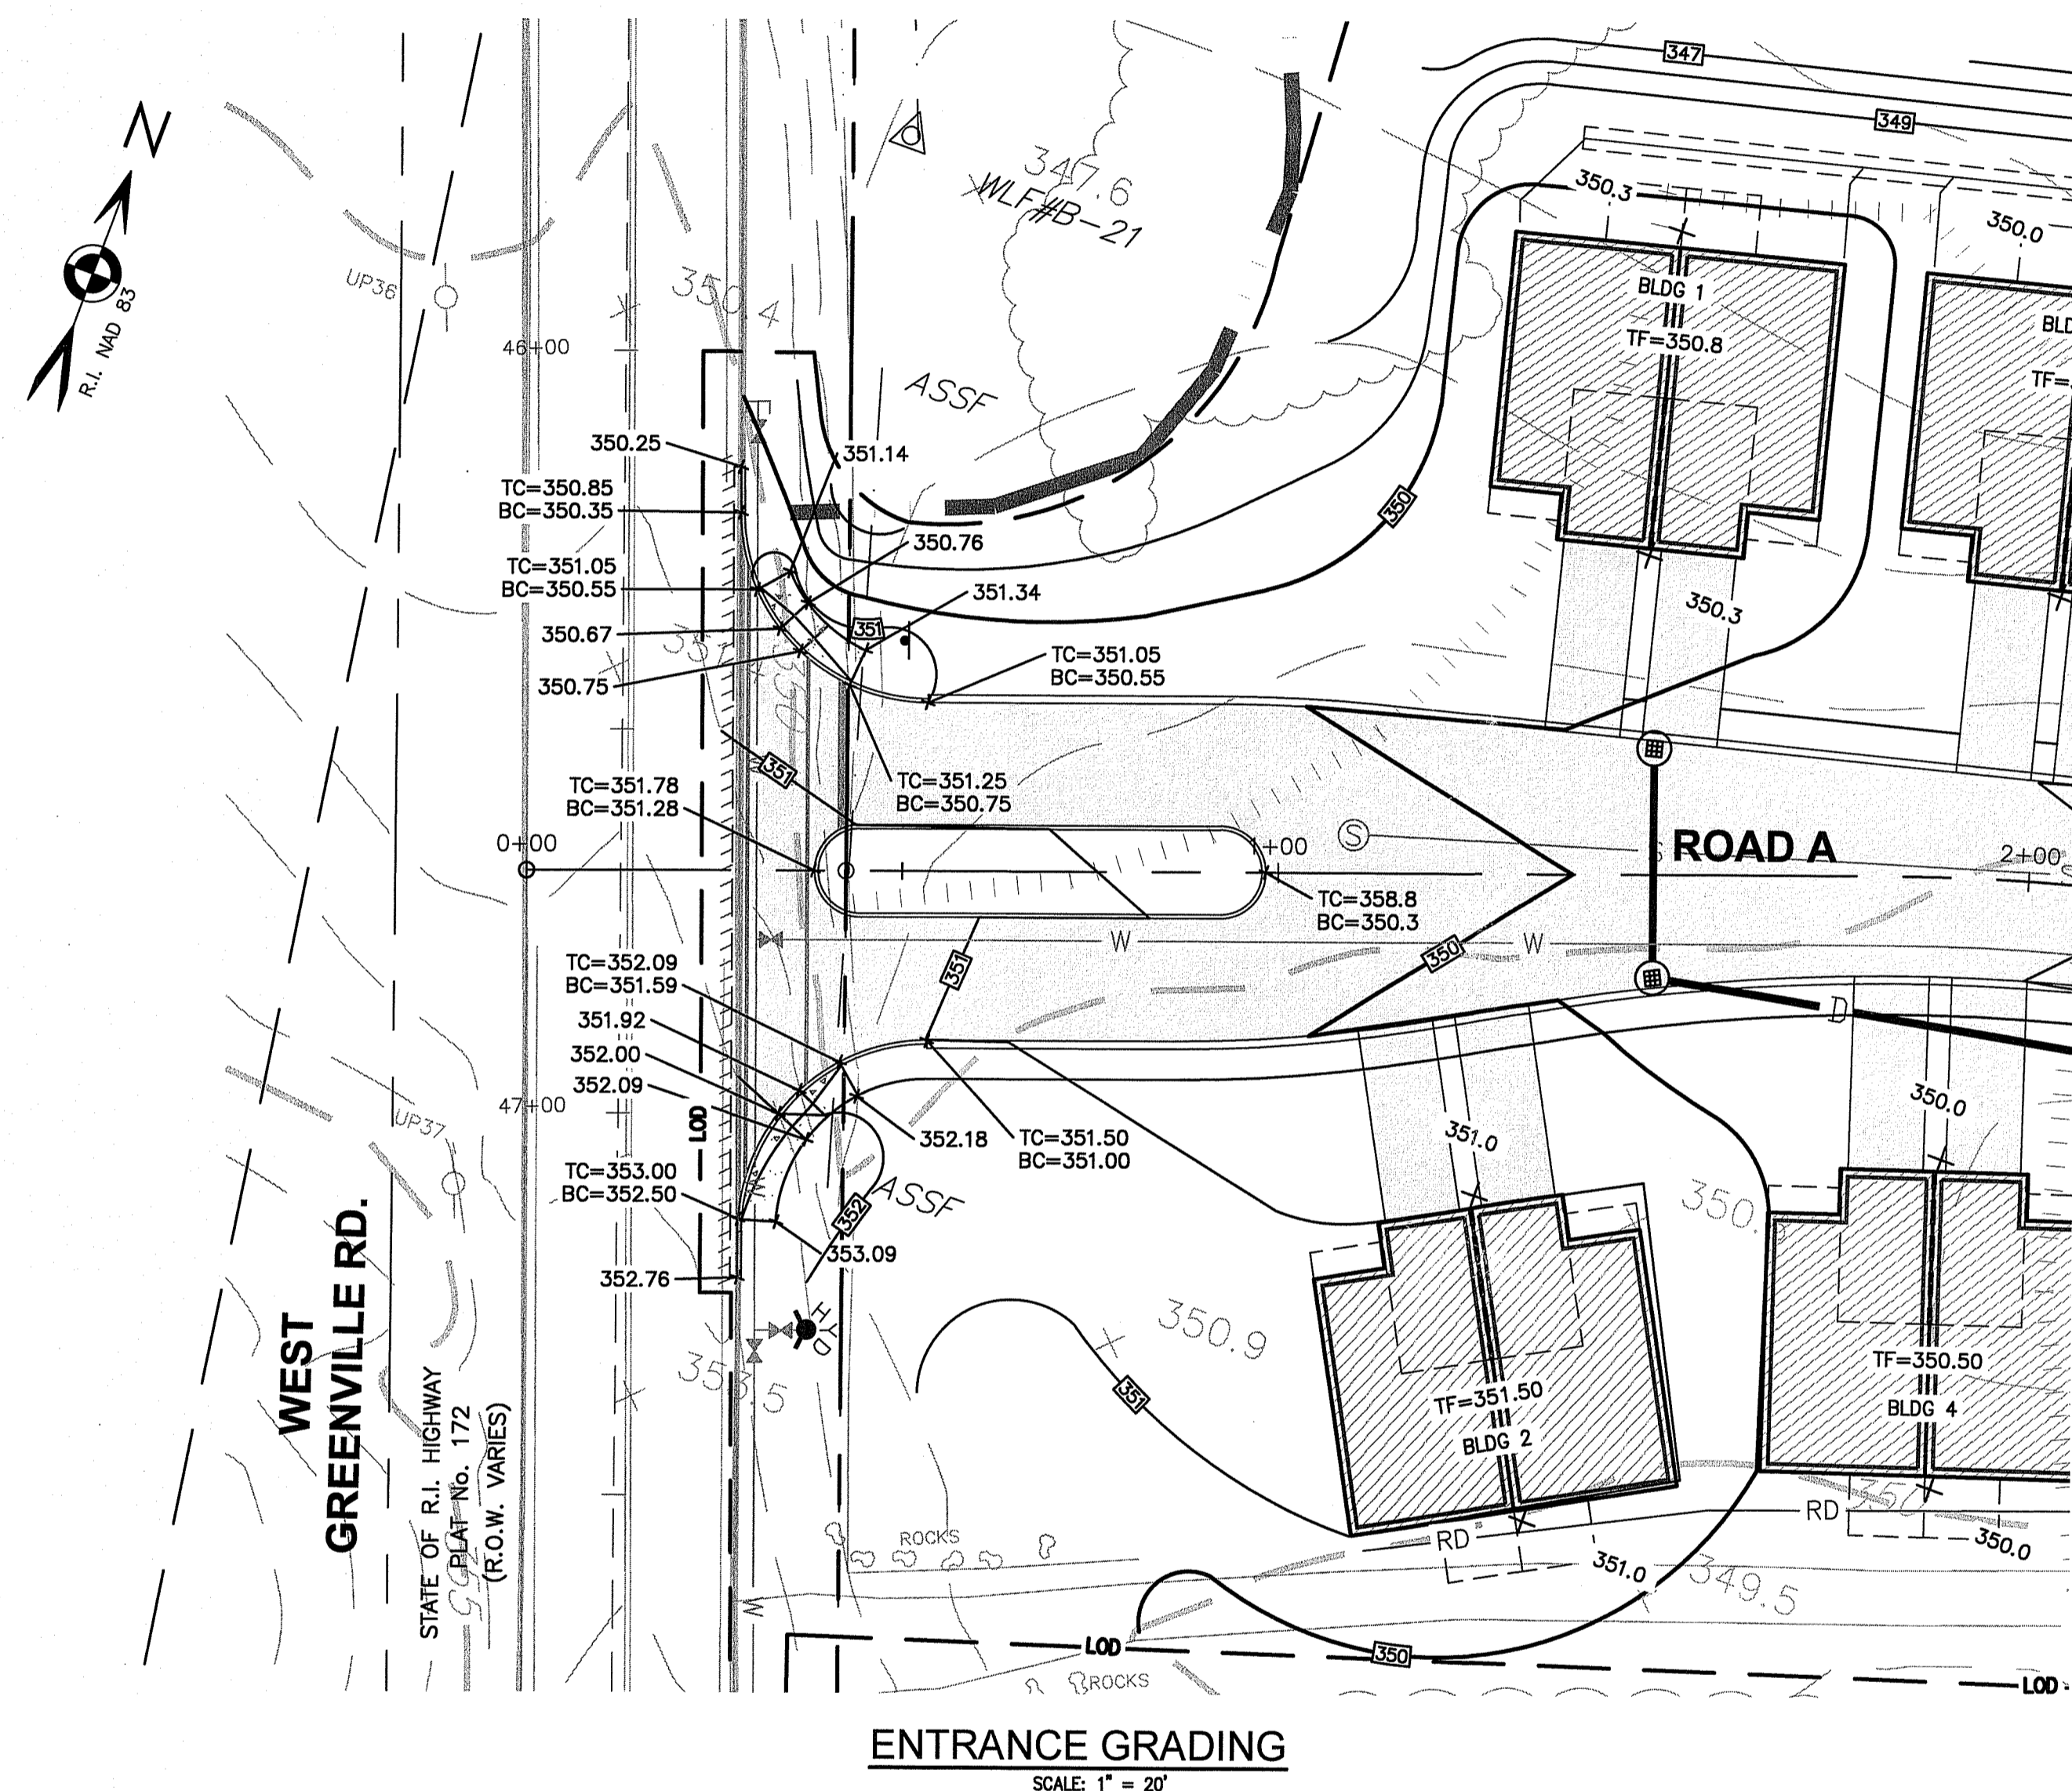 347
349
N
R.I. NAD 83
347.6
WLF#B-21
350.3
350.0
UP36
350.4
46+00
BLDG 1
TF=350.8
ASSF
350.25
351.14
TC=350.85
BC=350.35
350
350.76
TC=351.05
BC=350.55
351.34
350.3
350.67
351
TC=351.05
BC=350.55
350.75
350
351
TC=351.78
BC=351.28
TC=351.25
BC=350.75
0+00
1+00
S
S
ROAD A
2+00
S
TC=358.8
BC=350.3
W
W
350
351
TC=352.09
BC=351.59
351.92
352.00
352.09
47+00
UP37
LOD
D
352.18
TC=351.50
BC=351.00
351.0
350.0
TC=353.00
BC=352.50
W
352
ASSF
353.09
352.76
HYD
353.5
350.9
351
TF=351.50
BLDG 2
TF=350.50
BLDG 4
WEST
GREENVILLE RD.
STATE OF R.I. HIGHWAY
PLAT No. 172
(R.O.W. VARIES)
ROCKS
RD
RD
350.0
351.0
349.5
W
LOD
350
ROCKS
LOD
ENTRANCE GRADING
SCALE: 1" = 20'